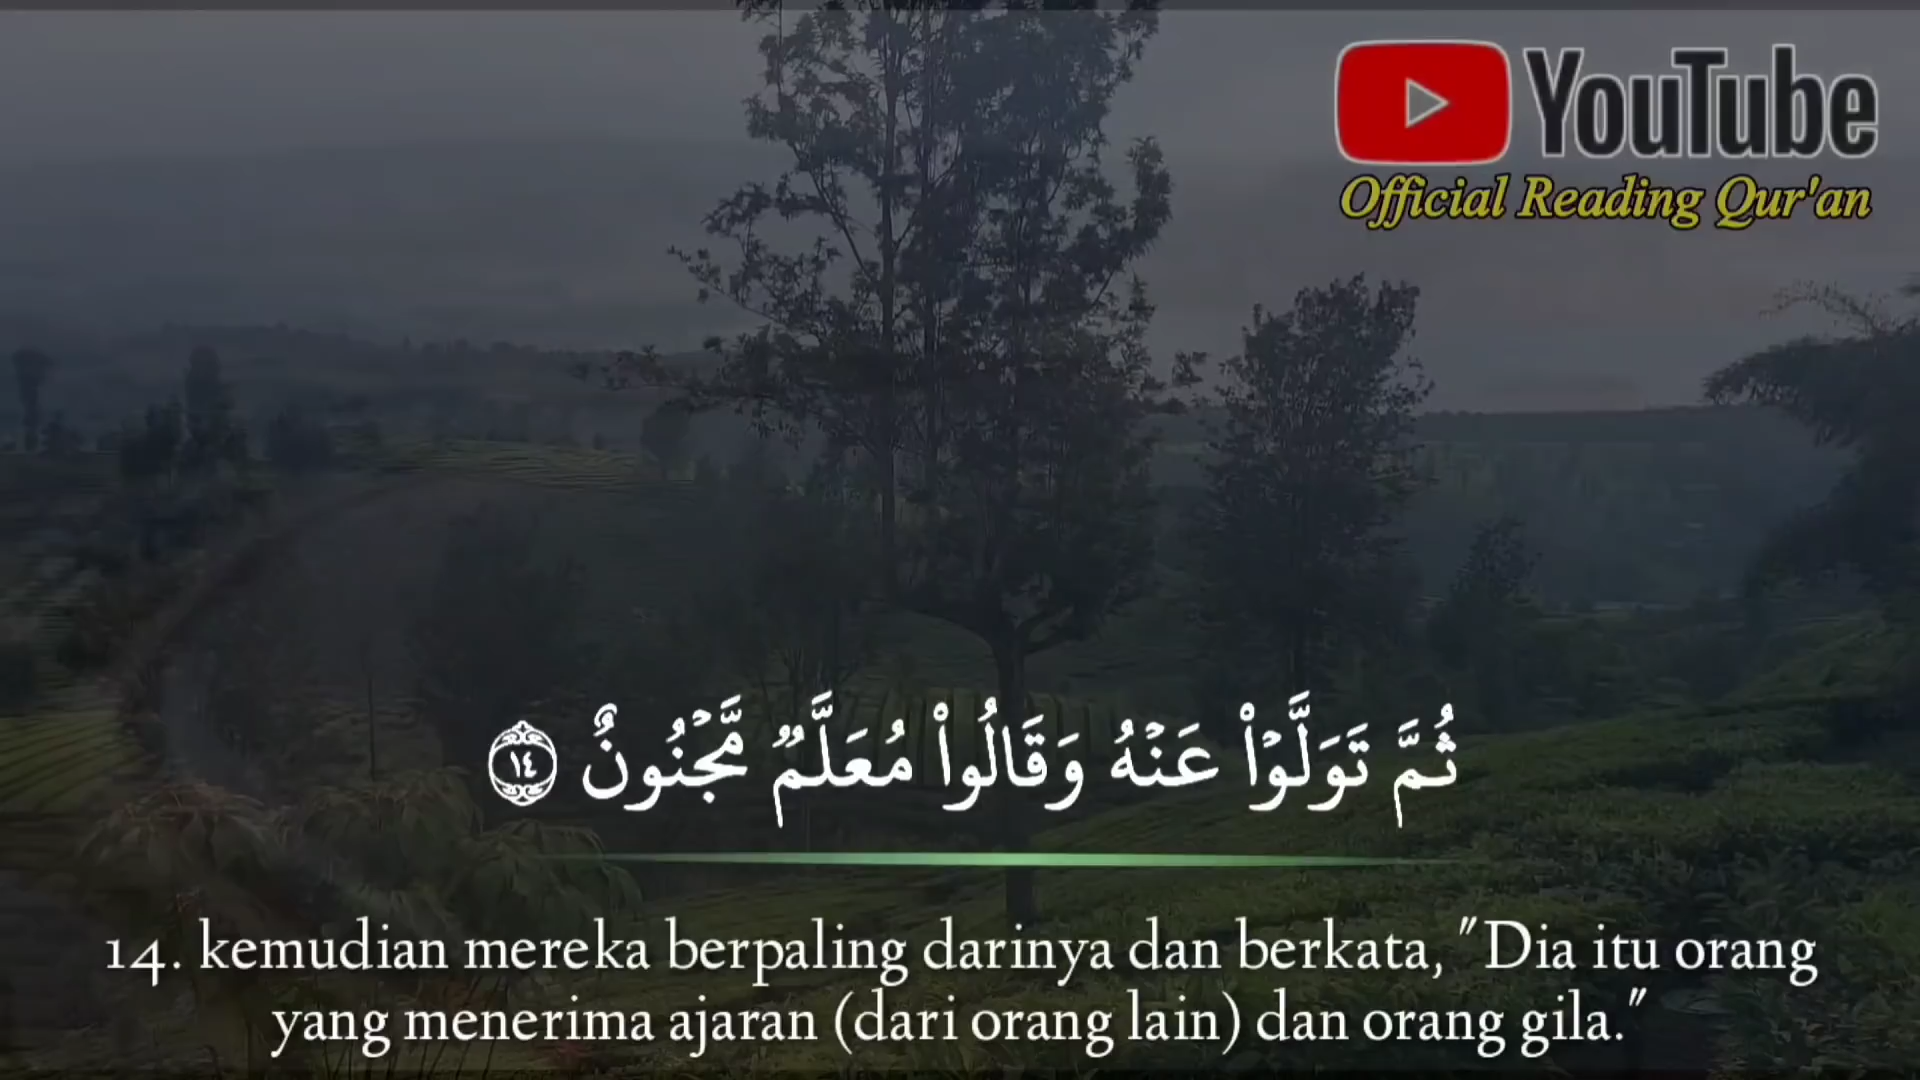 YouTube
Official Reading Qur'an
ثُمَّ تَوَلَّوْا۟ عَنْهُ وَقَالُوا۟ مُعَلَّمٌ مَّجْنُونٌ ١٤
14. kemudian mereka berpaling darinya dan berkata, "Dia itu orang
yang menerima ajaran (dari orang lain) dan orang gila."